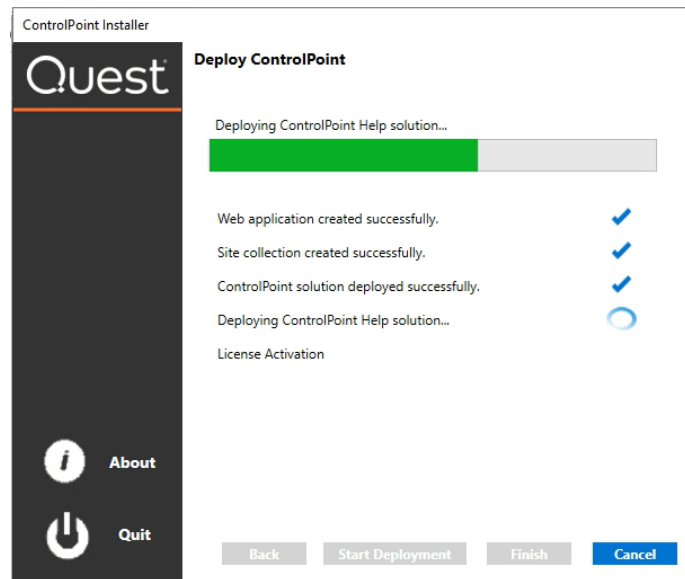 ControlPoint Installer
Quest
Deploy ControlPoint
Deploying ControlPoint Help solution...
Web application created successfully.
Site collection created successfully.
ControlPoint solution deployed successfully.
Deploying ControlPoint Help solution...
License Activation
i About
Quit
Back Start Deployment Finish Cancel